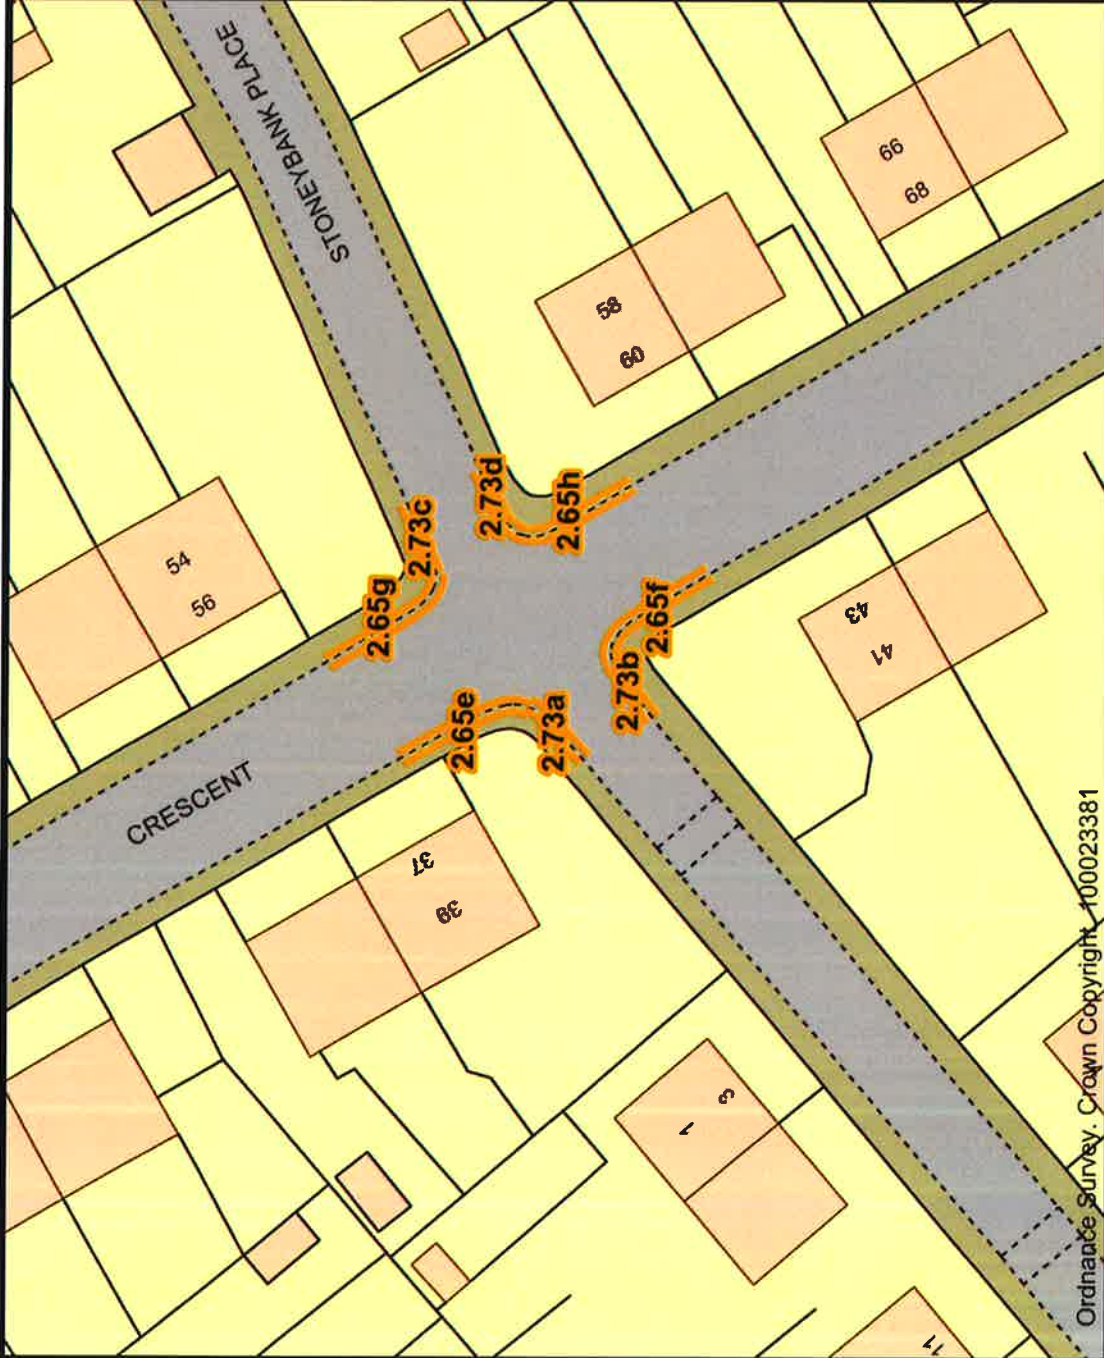 STONEYBANK PLACE
CRESCENT
54
56
58
60
66
68
2.65g
2.73c
2.73d
2.65h
2.65e
2.73a
2.73b
2.65f
37
39
41
43
1
3
11
Ordnance Survey. Crown Copyright 100023381